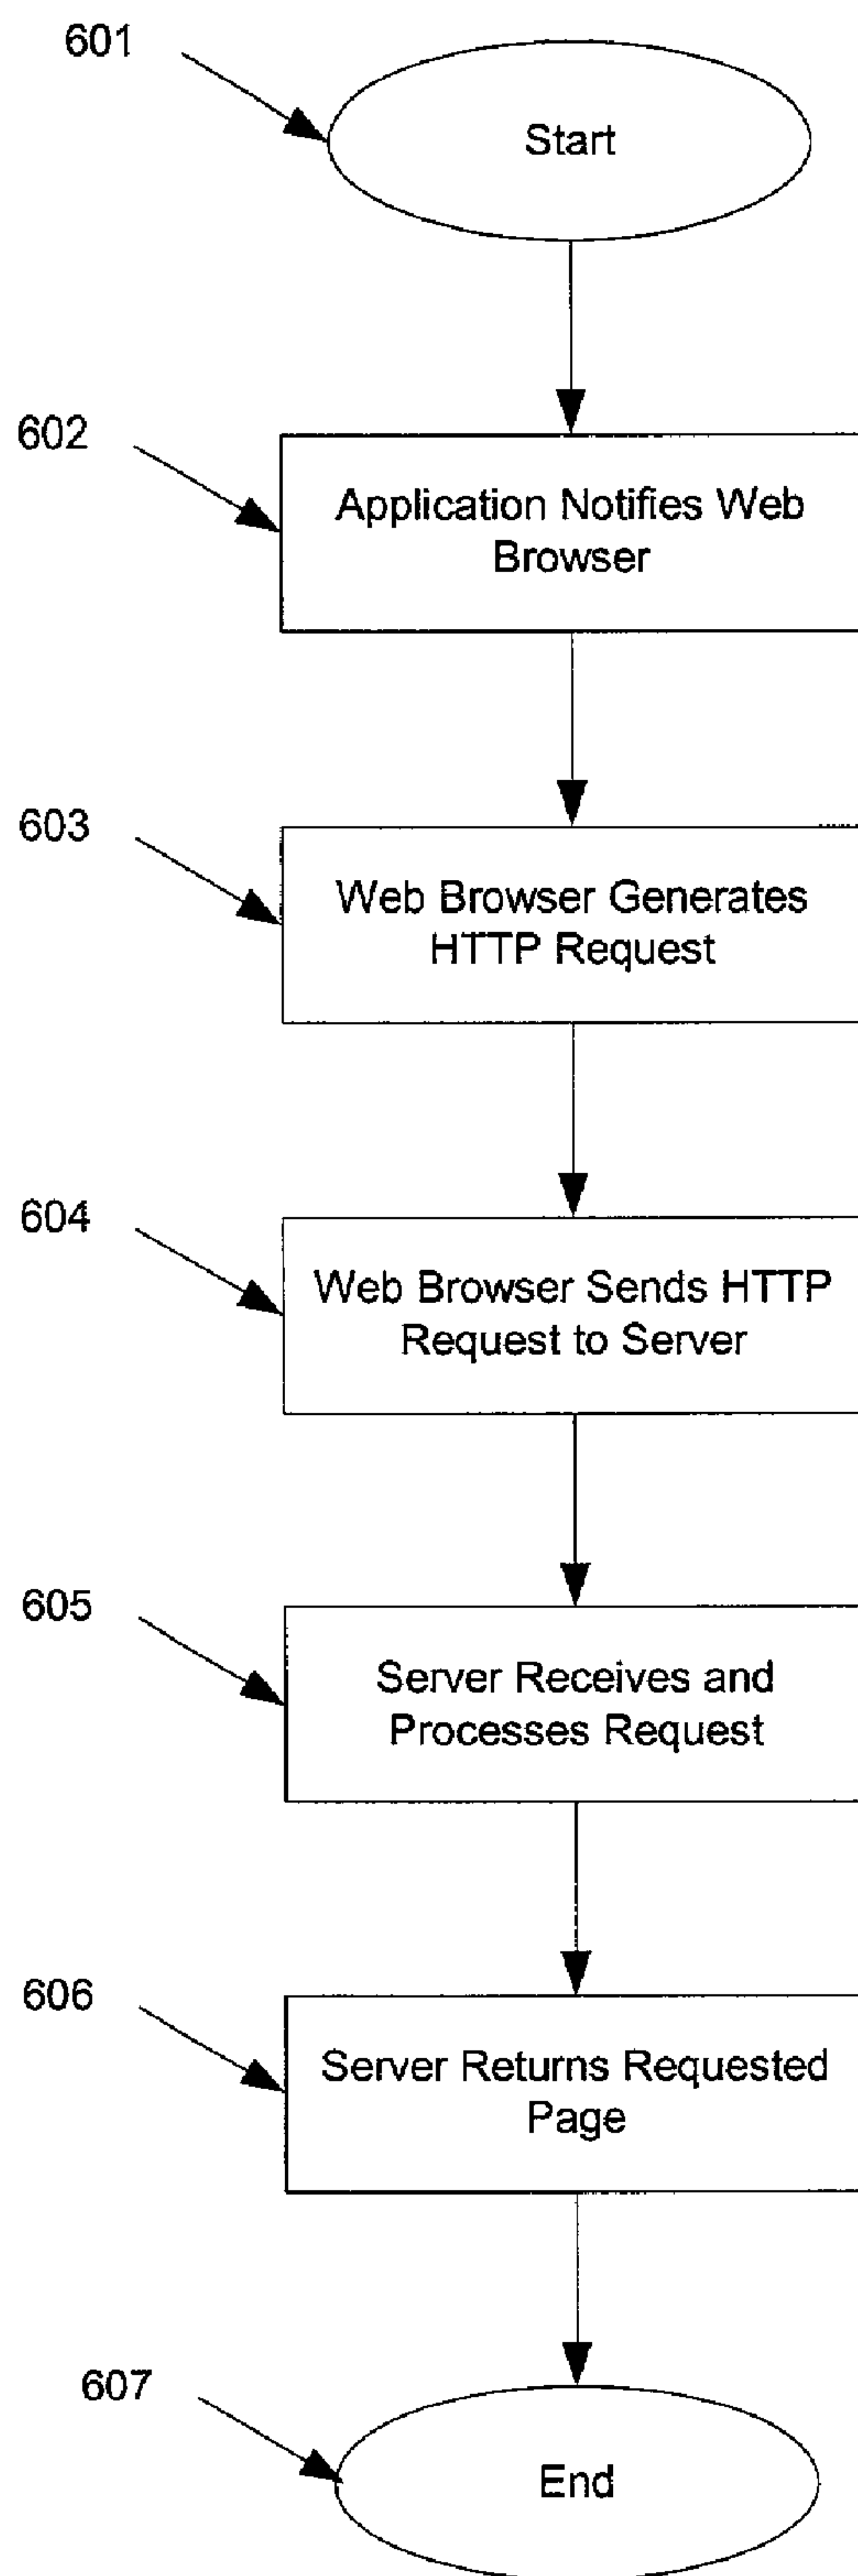 601
Start
602
Application Notifies Web
Browser
603
Web Browser Generates
HTTP Request
604
Web Browser Sends HTTP
Request to Server
605
Server Receives and
Processes Request
606
Server Returns Requested
Page
607
End